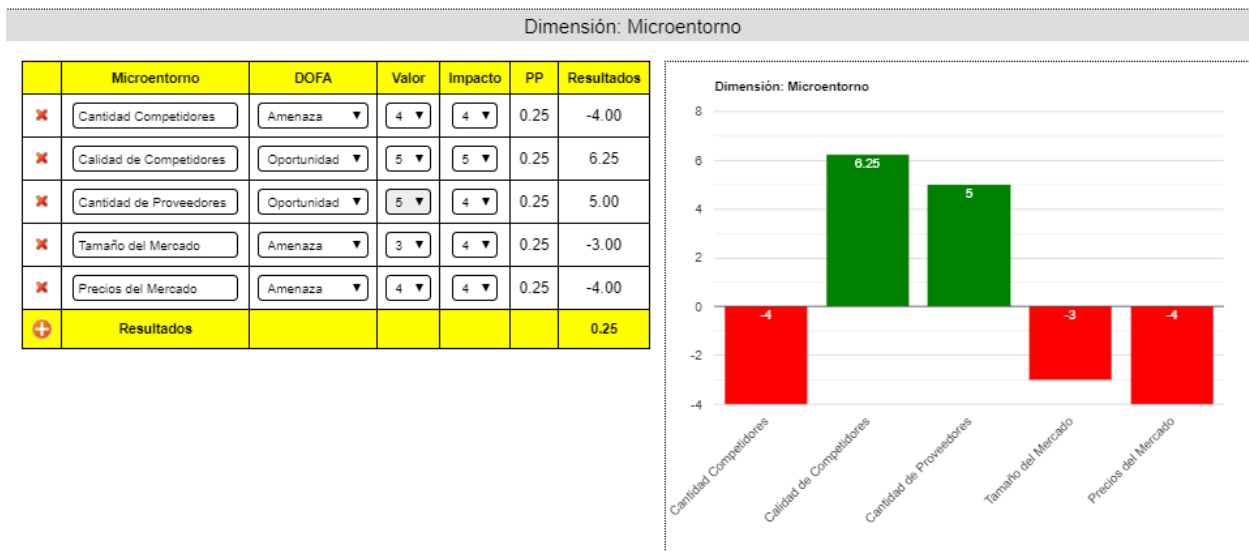 Dimensión: Microentorno
Microentorno DOFA Valor Impacto PP Resultados
Cantidad Competidores Amenaza 4 4 0.25 -4.00
Calidad de Competidores Oportunidad 5 5 0.25 6.25
Cantidad de Proveedores Oportunidad 5 4 0.25 5.00
Tamaño del Mercado Amenaza 3 4 0.25 -3.00
Precios del Mercado Amenaza 4 4 0.25 -4.00
Resultados 0.25
Dimensión: Microentorno
8
6
4
2
0
-2
-4
-4
6.25
5
-3
-4
Cantidad Competidores
Calidad de Competidores
Cantidad de Proveedores
Tamaño del Mercado
Precios del Mercado